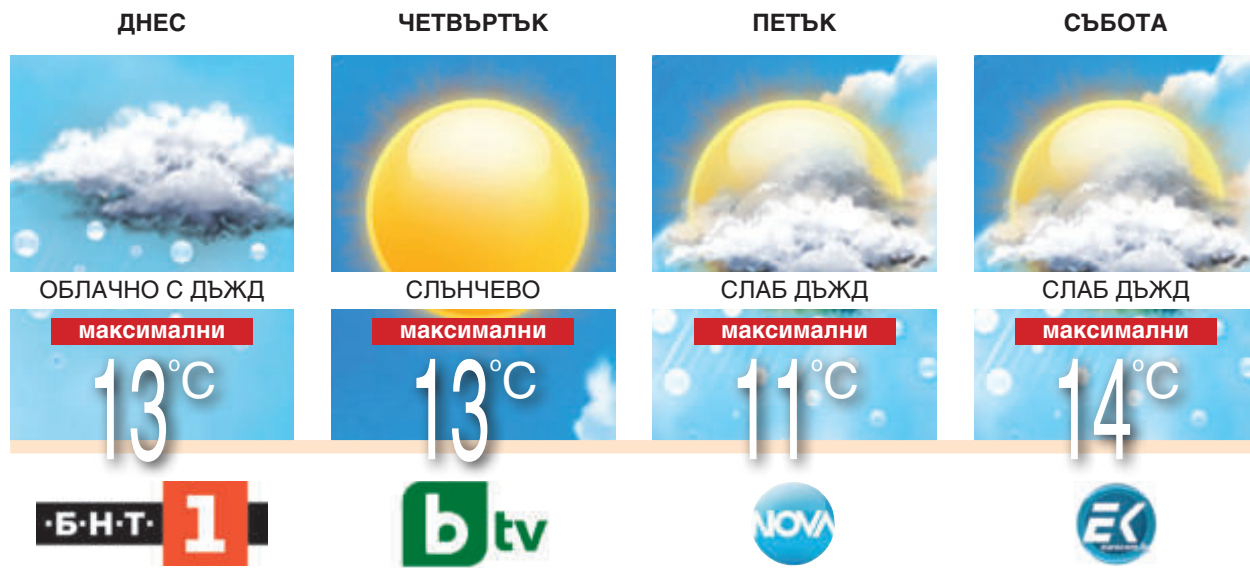 ДНЕС
ОБЛАЧНО С ДЪЖД
максимални
13°C
ЧЕТВЪРТЪК
СЛЪНЧЕВО
максимални
13°C
ПЕТЪК
СЛАБ ДЪЖД
максимални
11°C
СЪБОТА
СЛАБ ДЪЖД
максимални
14°C
·Б·Н·Т· 1
b tv
NOVA
EK